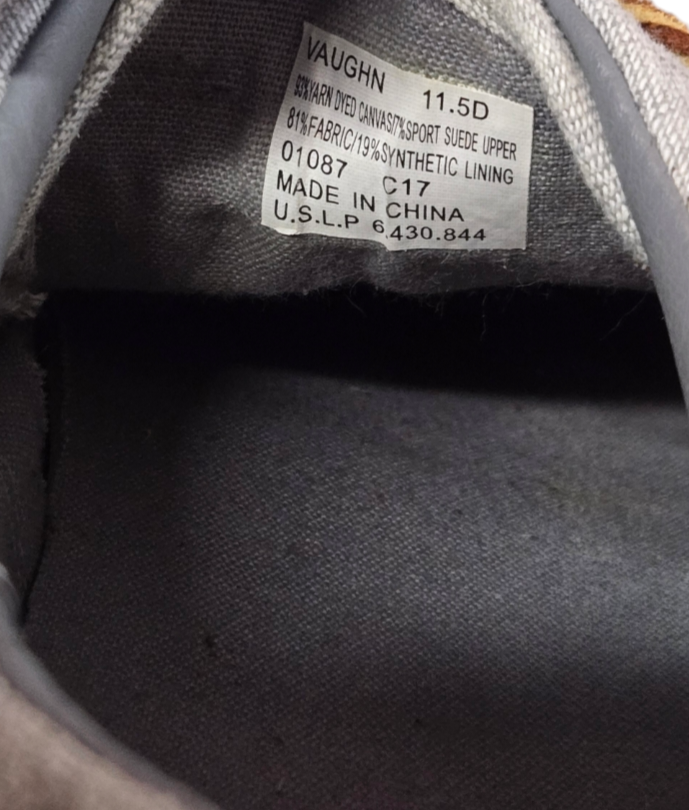 VAUGHN 11.5D
93%YARN DYED CANVAS/7%SPORT SUEDE UPPER
81%FABRIC/19%SYNTHETIC LINING
01087 C17
MADE IN CHINA
U.S.L.P 6,430.844